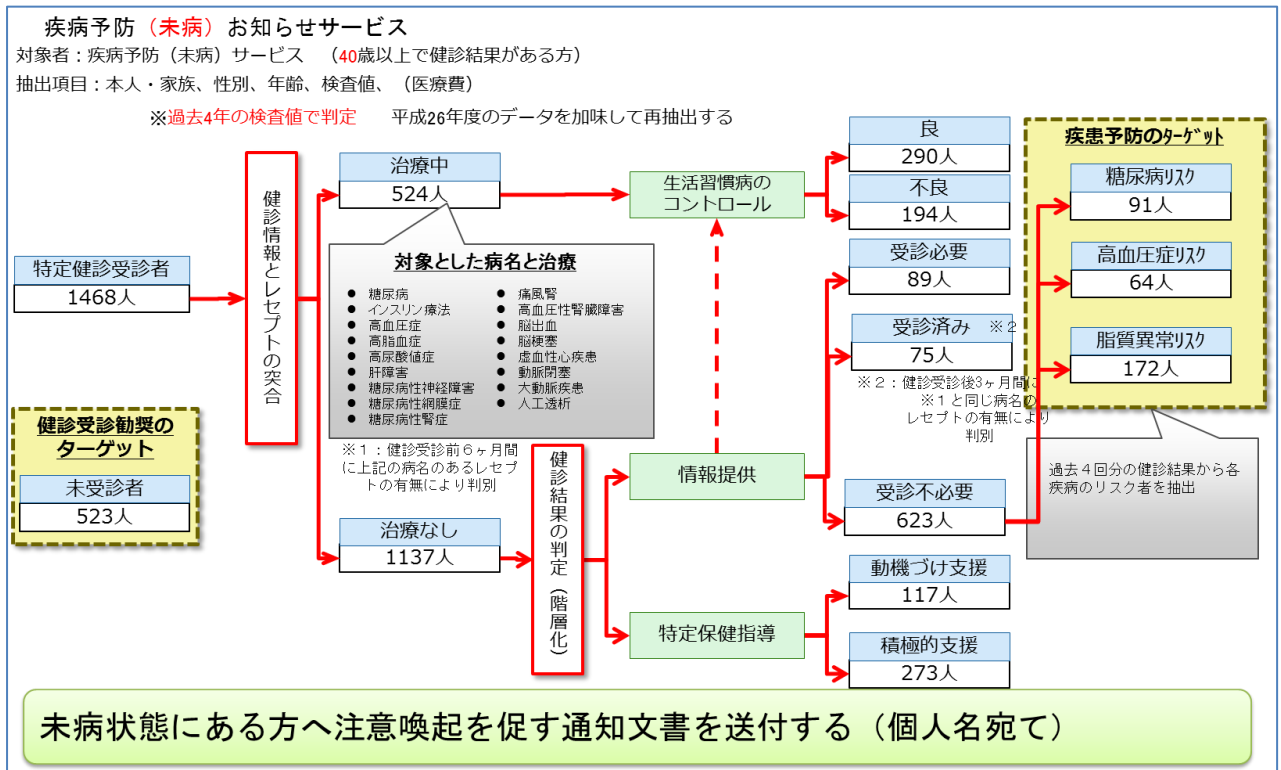 疾病予防（未病）お知らせサービス
対象者：疾病予防（未病）サービス　（40歳以上で健診結果がある方）
抽出項目：本人・家族、性別、年齢、検査値、（医療費）
※過去4年の検査値で判定　平成26年度のデータを加味して再抽出する
特定健診受診者
1468人
健診受診勧奨の
ターゲット
未受診者
523人
健診情報とレセプトの突合
治療中
524人
対象とした病名と治療
● 糖尿病
● インスリン療法
● 高血圧症
● 高脂血症
● 高尿酸値症
● 肝障害
● 糖尿病性神経障害
● 糖尿病性網膜症
● 糖尿病性腎症
● 痛風腎
● 高血圧性腎臓障害
● 脳出血
● 脳梗塞
● 虚血性心疾患
● 動脈閉塞
● 大動脈疾患
● 人工透析
※１：健診受診前６ヶ月間
に上記の病名のあるレセプ
トの有無により判別
治療なし
1137人
健診結果の判定（階層化）
生活習慣病の
コントロール
情報提供
特定保健指導
良
290人
不良
194人
受診必要
89人
受診済み　※２
75人
※２：健診受診後3ヶ月間に
※１と同じ病名の
レセプトの有無により
判別
受診不必要
623人
動機づけ支援
117人
積極的支援
273人
疾患予防のﾀｰｹﾞｯﾄ
糖尿病ﾘｽｸ
91人
高血圧症ﾘｽｸ
64人
脂質異常ﾘｽｸ
172人
過去４回分の健診結果から各
疾病のリスク者を抽出
未病状態にある方へ注意喚起を促す通知文書を送付する（個人名宛て）